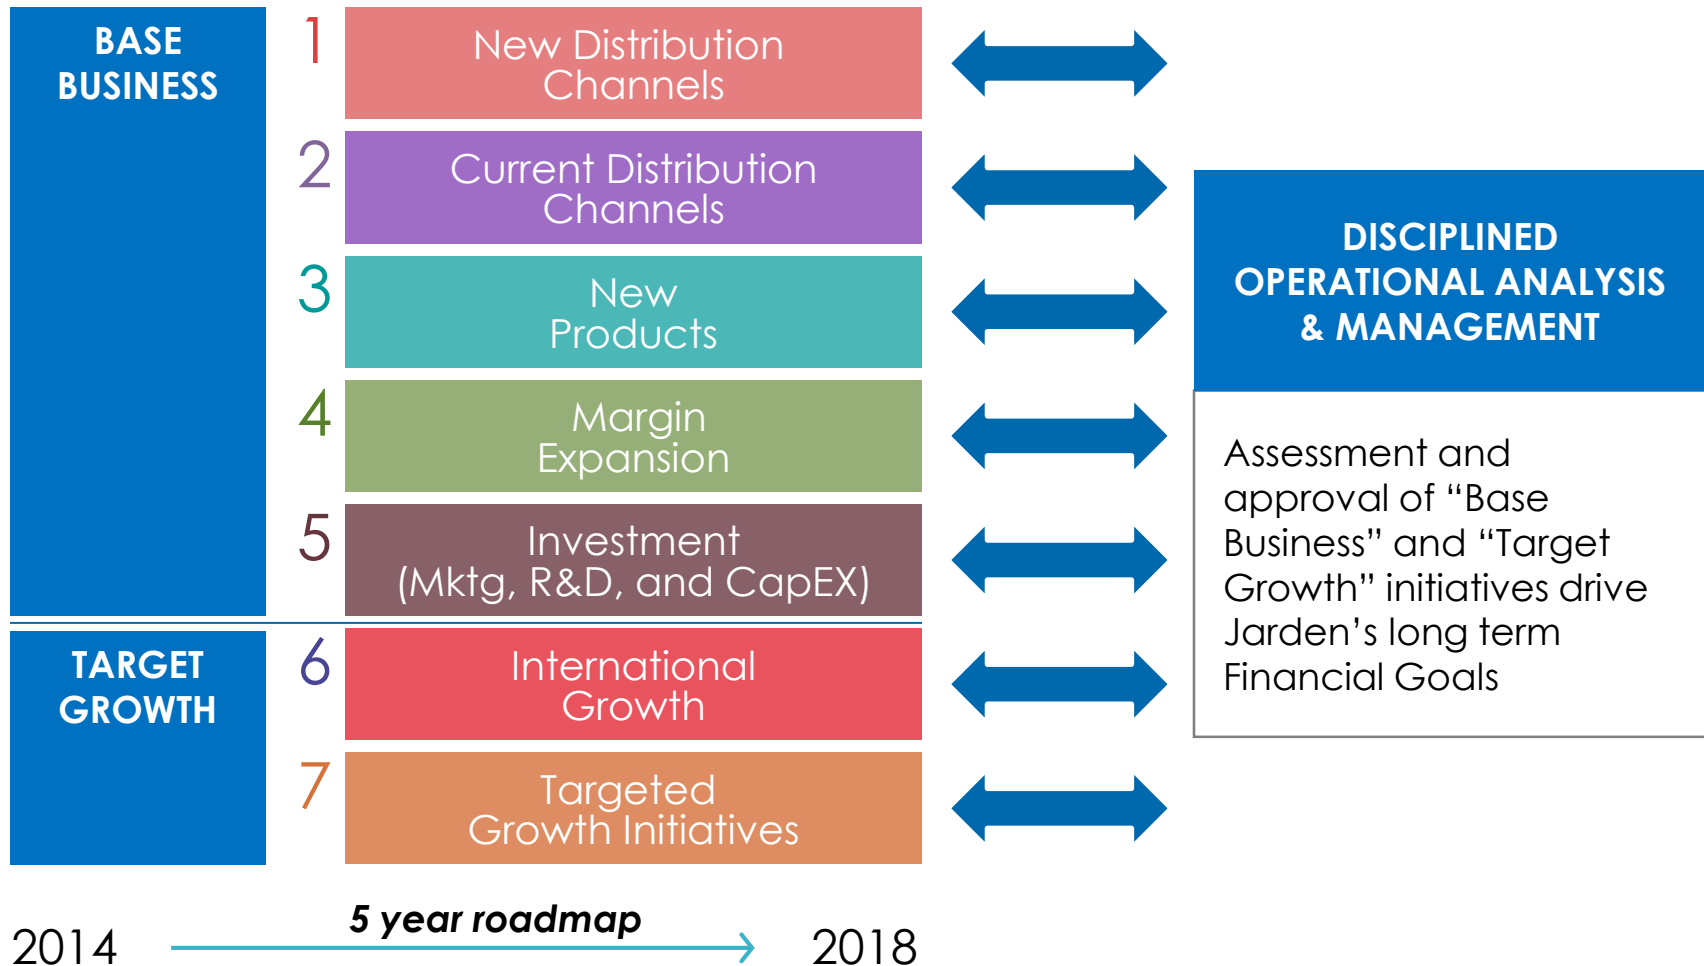 BASE
BUSINESS
1
New Distribution
Channels
2
Current Distribution
Channels
3
New
Products
4
Margin
Expansion
5
Investment
(Mktg, R&D, and CapEX)
TARGET
GROWTH
6
International
Growth
7
Targeted
Growth Initiatives
DISCIPLINED
OPERATIONAL ANALYSIS
& MANAGEMENT
Assessment and
approval of “Base
Business” and “Target
Growth” initiatives drive
Jarden’s long term
Financial Goals
5 year roadmap
2014
2018